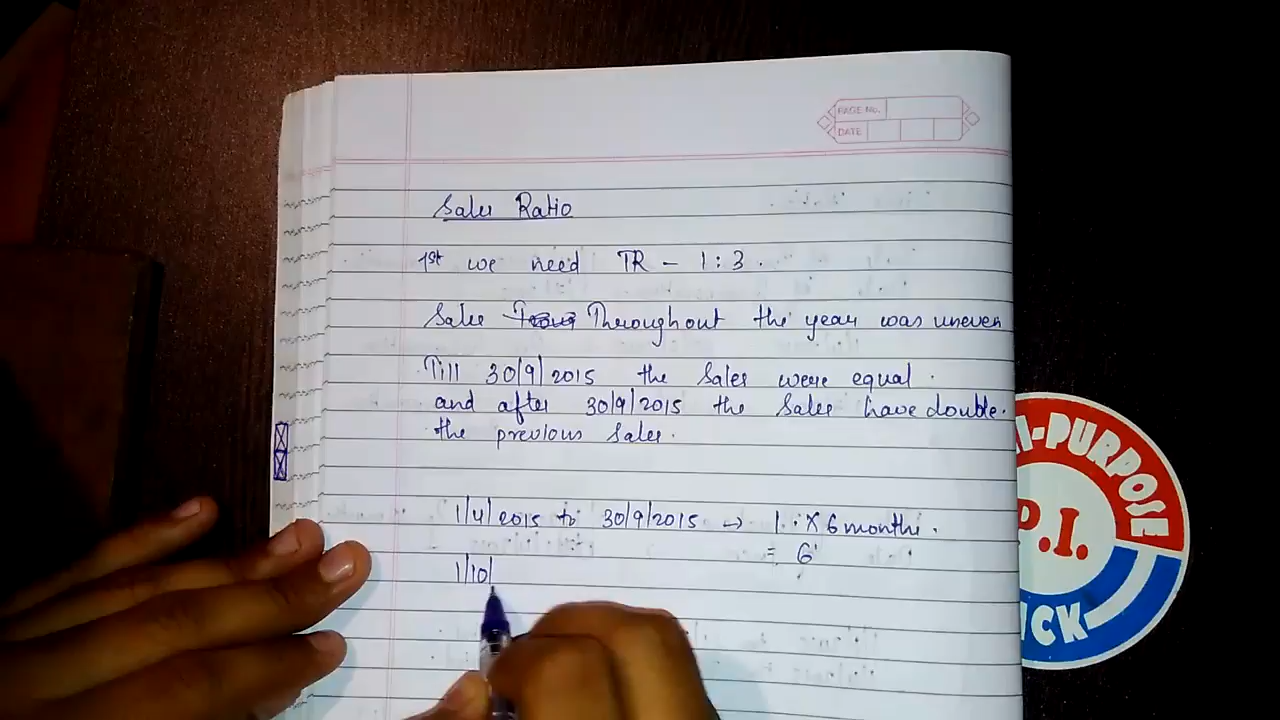 PAGE No.
DATE
Sales Ratio
1st we need TR - 1:3.
Sales Throughout the year was uneven
Till 30/9/2015 the Sales were equal.
and after 30/9/2015 the Sales have double.
the previous Sales.
1/4/2015 to 30/9/2015 → 1 × 6 months.
= 6
1/10/
I-PURPOSE
P.I.
ICK